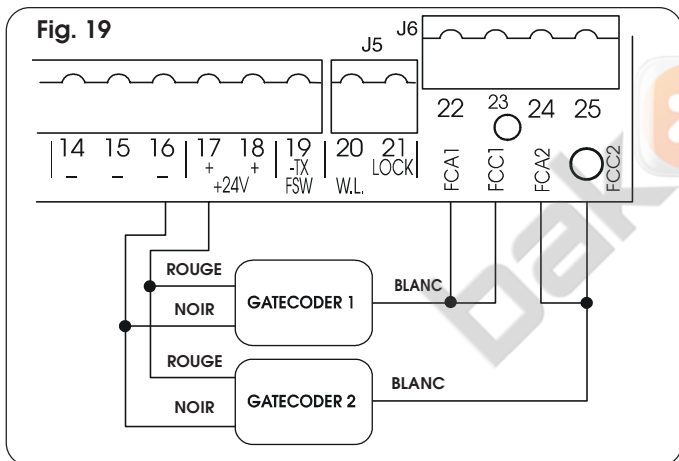 Fig. 19
J6
J5
22 23 24 25
14 15 16 17 18 19 20 21
– – – + + -TX LOCK
+24V FSW W.L.
FCA1 FCC1 FCA2 FCC2
ROUGE
GATECODER 1
BLANC
NOIR
ROUGE
GATECODER 2
BLANC
NOIR
bak